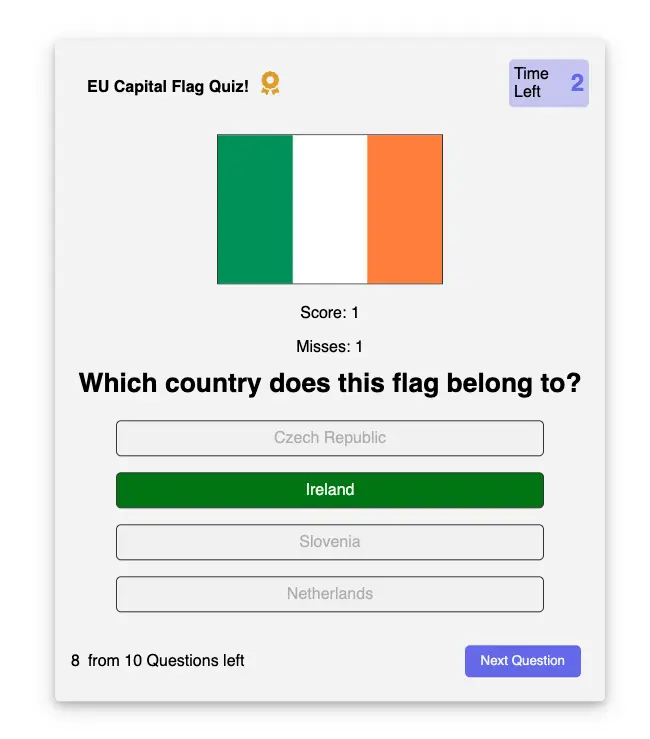 EU Capital Flag Quiz!
Time
Left
2
Score: 1
Misses: 1
Which country does this flag belong to?
Czech Republic
Ireland
Slovenia
Netherlands
8 from 10 Questions left
Next Question